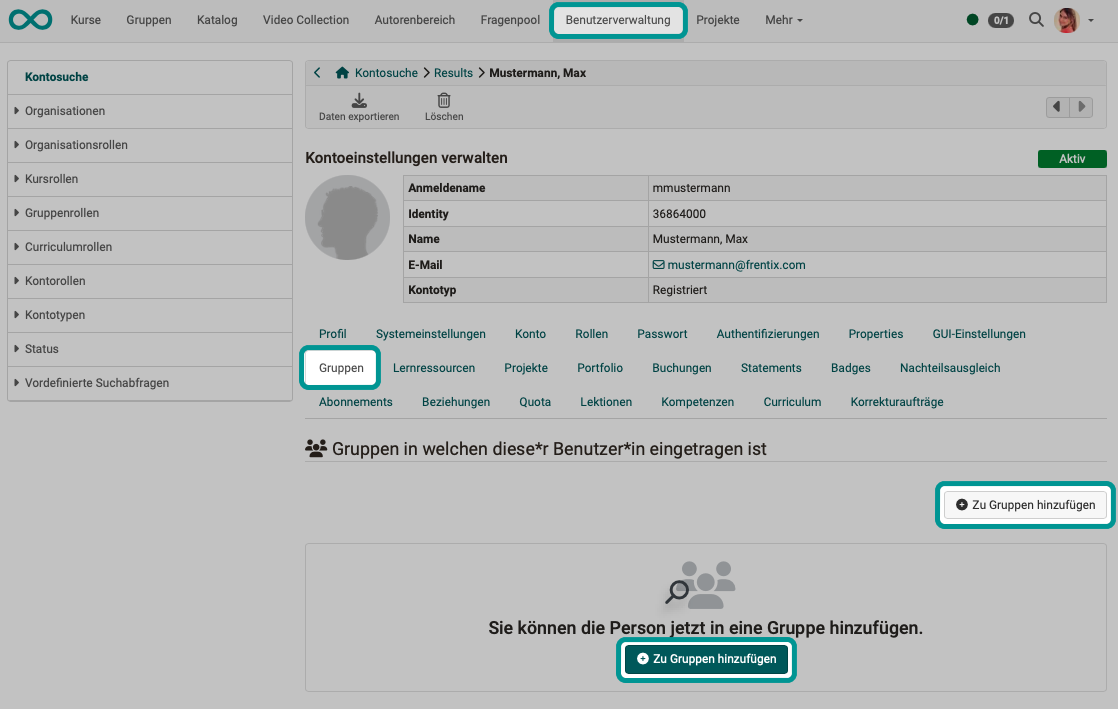 Kurse Gruppen Katalog Video Collection Autorenbereich Fragenpool Benutzerverwaltung Projekte Mehr 0/1
Kontosuche
Organisationen
Organisationsrollen
Kursrollen
Gruppenrollen
Curriculumrollen
Kontorollen
Kontotypen
Status
Vordefinierte Suchabfragen
Kontosuche Results Mustermann, Max
Daten exportieren Löschen
Kontoeinstellungen verwalten Aktiv
Anmeldename mmustermann
Identity 36864000
Name Mustermann, Max
E-Mail mustermann@frentix.com
Kontotyp Registriert
Profil Systemeinstellungen Konto Rollen Passwort Authentifizierungen Properties GUI-Einstellungen
Gruppen Lernressourcen Projekte Portfolio Buchungen Statements Badges Nachteilsausgleich
Abonnements Beziehungen Quota Lektionen Kompetenzen Curriculum Korrekturaufträge
Gruppen in welchen diese*r Benutzer*in eingetragen ist
Zu Gruppen hinzufügen
Sie können die Person jetzt in eine Gruppe hinzufügen.
Zu Gruppen hinzufügen